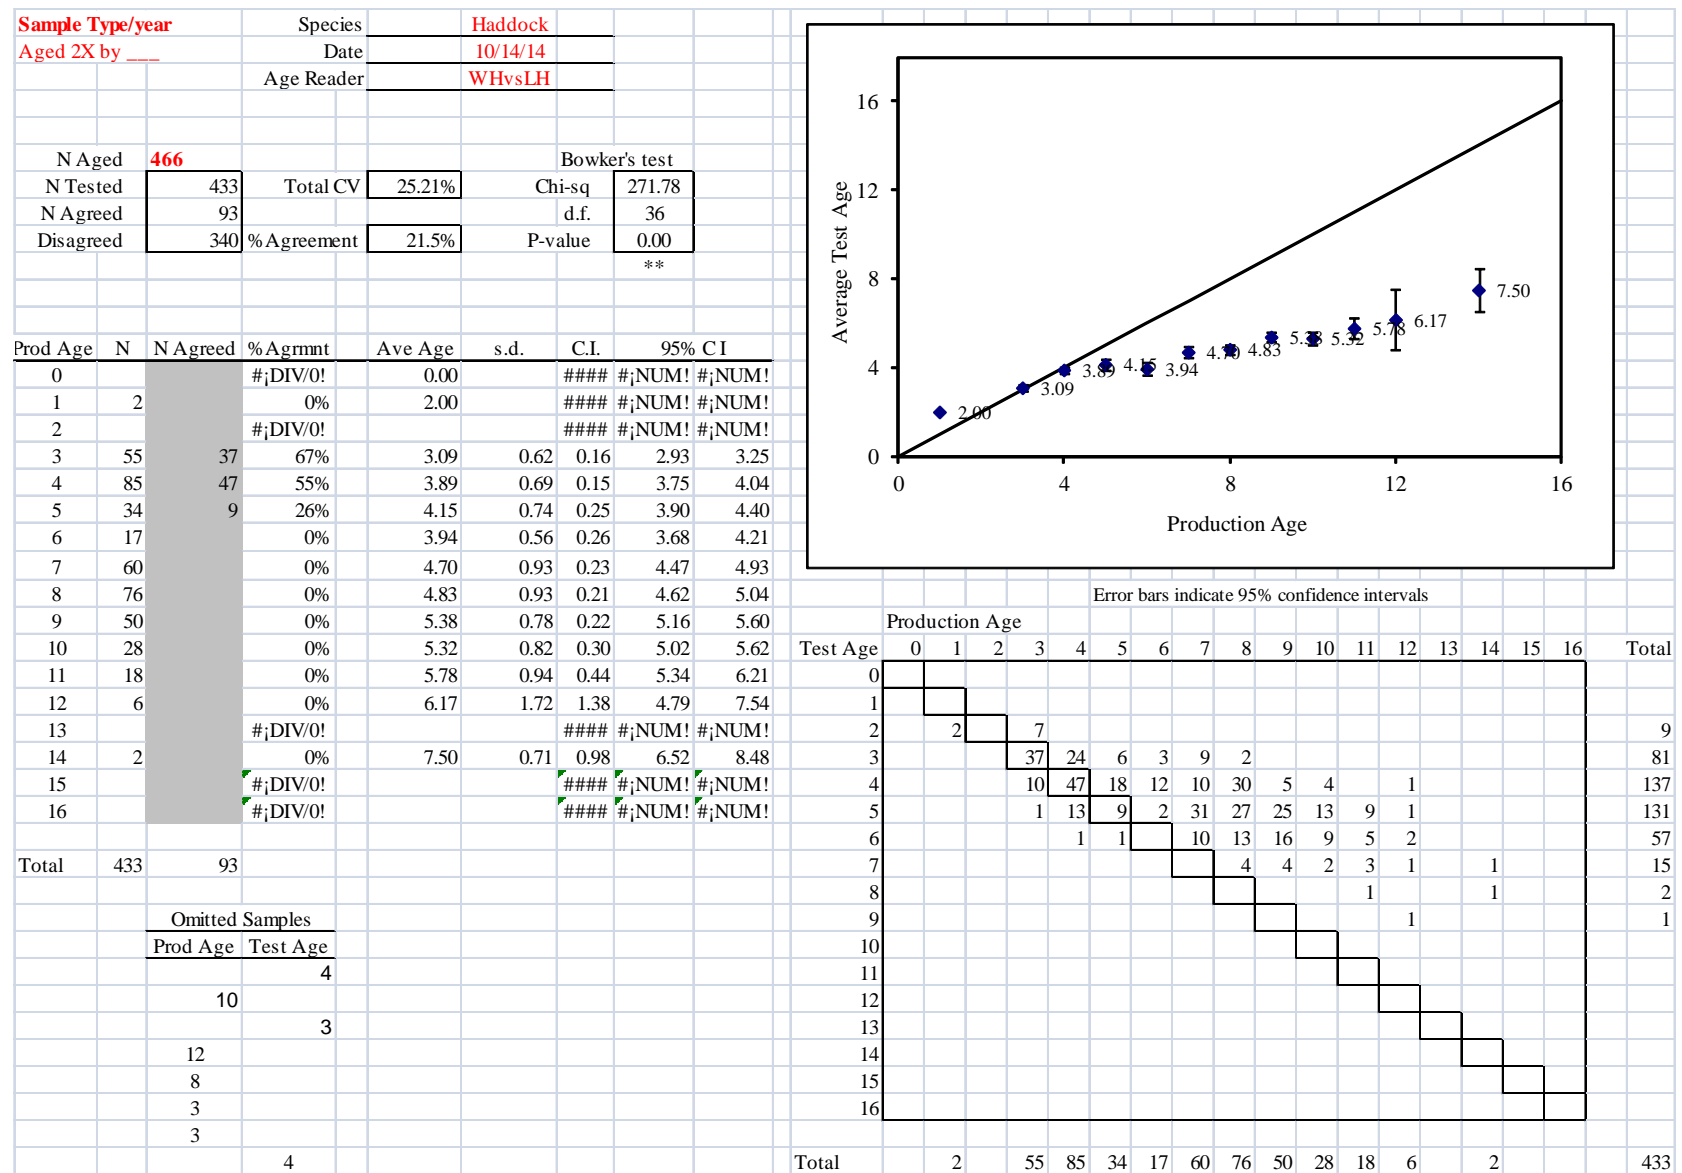 Sample Type/year Species Haddock
Aged 2X by ___ Date 10/14/14
Age Reader WHvsLH
N Aged 466 Bowker's test
N Tested 433 Total CV 25.21% Chi-sq 271.78
N Agreed 93 d.f. 36
Disagreed 340 %Agreement 21.5% P-value 0.00
**
Prod Age N N Agreed %Agrmnt Ave Age s.d. C.I. 95% CI
0 #¡DIV/0! 0.00 #### #¡NUM! #¡NUM!
1 2 0% 2.00 #### #¡NUM! #¡NUM!
2 #¡DIV/0! #### #¡NUM! #¡NUM!
3 55 37 67% 3.09 0.62 0.16 2.93 3.25
4 85 47 55% 3.89 0.69 0.15 3.75 4.04
5 34 9 26% 4.15 0.74 0.25 3.90 4.40
6 17 0% 3.94 0.56 0.26 3.68 4.21
7 60 0% 4.70 0.93 0.23 4.47 4.93
8 76 0% 4.83 0.93 0.21 4.62 5.04
9 50 0% 5.38 0.78 0.22 5.16 5.60
10 28 0% 5.32 0.82 0.30 5.02 5.62
11 18 0% 5.78 0.94 0.44 5.34 6.21
12 6 0% 6.17 1.72 1.38 4.79 7.54
13 #¡DIV/0! #### #¡NUM! #¡NUM!
14 2 0% 7.50 0.71 0.98 6.52 8.48
15 #¡DIV/0! #### #¡NUM! #¡NUM!
16 #¡DIV/0! #### #¡NUM! #¡NUM!
Total 433 93
Omitted Samples
Prod Age Test Age
4
10
3
12
8
3
3
4
Average Test Age
16
12
8
4
0
2.00 3.09 3.89 4.15 3.94 4.70 4.83 5.38 5.32 5.78 6.17 7.50
0 4 8 12 16
Production Age
Error bars indicate 95% confidence intervals
Production Age
Test Age 0 1 2 3 4 5 6 7 8 9 10 11 12 13 14 15 16 Total
0
1
2 2 7 9
3 37 24 6 3 9 2 81
4 10 47 18 12 10 30 5 4 1 137
5 1 13 9 2 31 27 25 13 9 1 131
6 1 1 10 13 16 9 5 2 57
7 4 4 2 3 1 1 15
8 1 1 2
9 1 1
10
11
12
13
14
15
16
Total 2 55 85 34 17 60 76 50 28 18 6 2 433